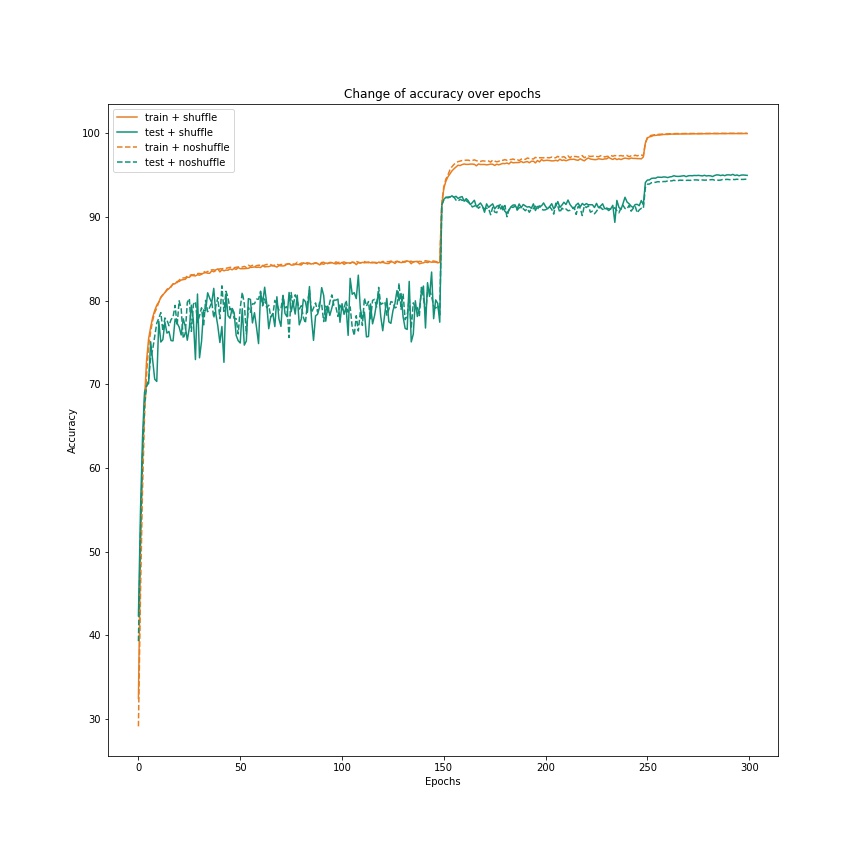 Change of accuracy over epochs
train + shuffle
test + shuffle
train + noshuffle
test + noshuffle
100
90
80
70
60
50
40
30
Accuracy
0 50 100 150 200 250 300
Epochs